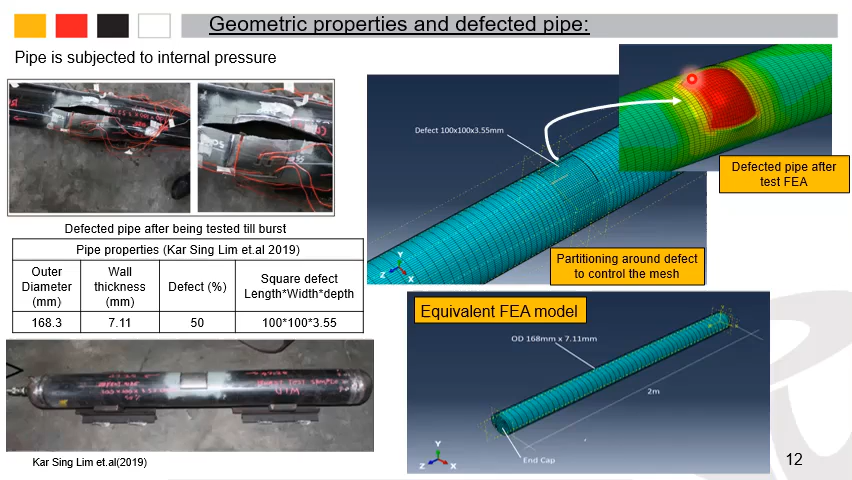 Geometric properties and defected pipe:
Pipe is subjected to internal pressure
Defected pipe after being tested till burst
Pipe properties (Kar Sing Lim et.al 2019)
Outer Diameter (mm)
Wall thickness (mm)
Defect (%)
Square defect Length*Width*depth
168.3
7.11
50
100*100*3.55
Kar Sing Lim et.al(2019)
Defect 100x100x3.55mm
Defected pipe after
test FEA
Partitioning around defect
to control the mesh
Y
Z
X
Equivalent FEA model
OD 168mm x 7.11mm
2m
End Cap
Y
Z
X
12